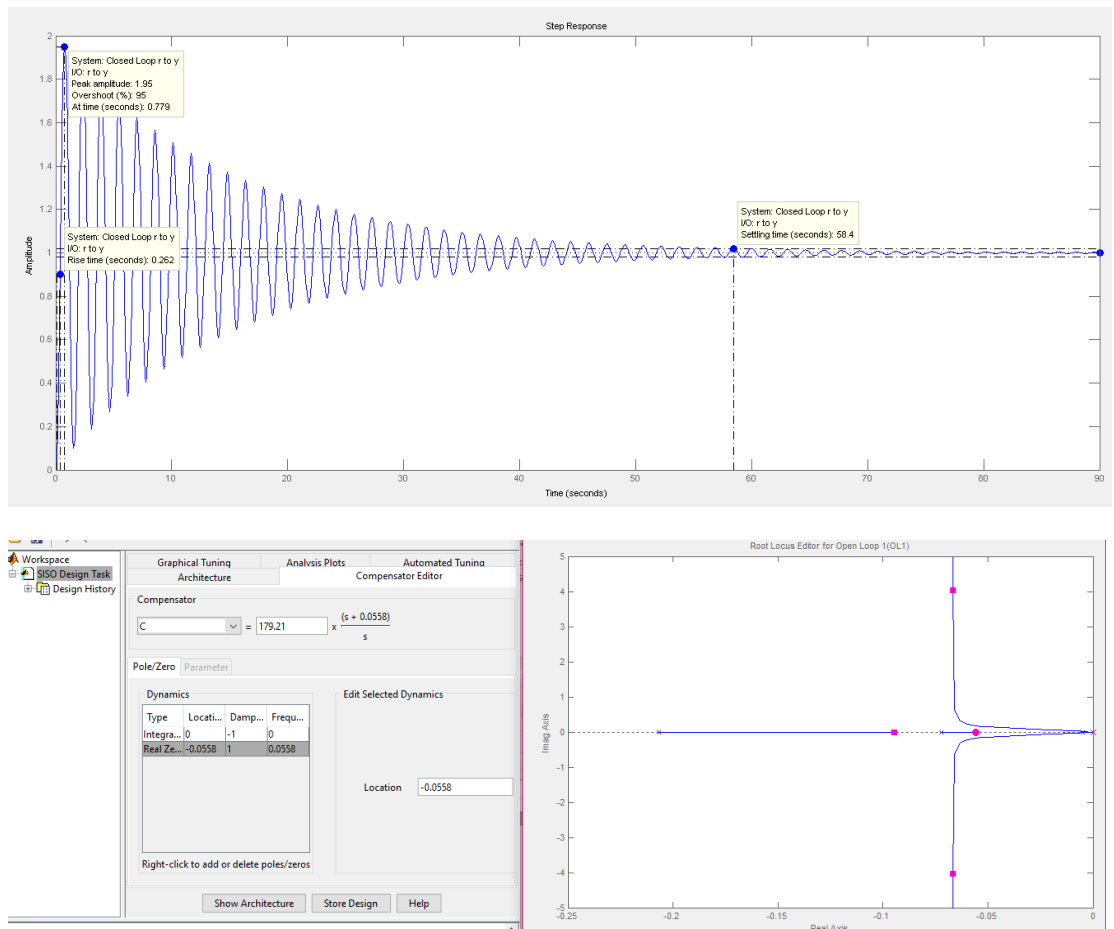 Step Response
2
1.8
1.6
1.4
1.2
1
0.8
0.6
0.4
0.2
0
Amplitude
System: Closed Loop r to y
I/O: r to y
Peak amplitude: 1.95
Overshoot (%): 95
At time (seconds): 0.779
System: Closed Loop r to y
I/O: r to y
Rise time (seconds): 0.262
System: Closed Loop r to y
I/O: r to y
Settling time (seconds): 58.4
0 10 20 30 40 50 60 70 80 90
Time (seconds)
Workspace
SISO Design Task
Design History
Graphical Tuning Analysis Plots Automated Tuning
Architecture Compensator Editor
Compensator
C = 179.21 x (s + 0.0558)
s
Pole/Zero Parameter
Dynamics
Type Locati... Damp... Frequ...
Integra... 0 -1 0
Real Ze... -0.0558 1 0.0558
Right-click to add or delete poles/zeros
Edit Selected Dynamics
Location -0.0558
Show Architecture Store Design Help
Root Locus Editor for Open Loop 1(OL1)
5
4
3
2
1
0
-1
-2
-3
-4
-5
Imag Axis
-0.25 -0.2 -0.15 -0.1 -0.05 0
Real Axis